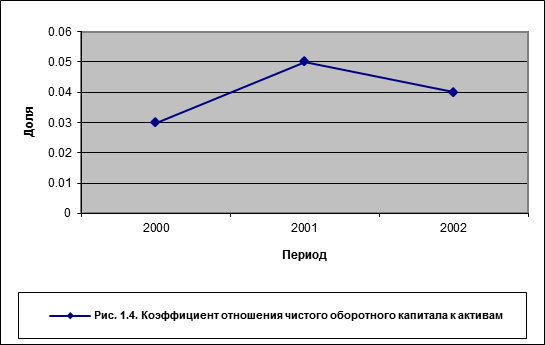 0.06
0.05
0.04
0.03
0.02
0.01
0
Доля
2000 2001 2002
Период
Рис. 1.4. Коэффициент отношения чистого оборотного капитала к активам